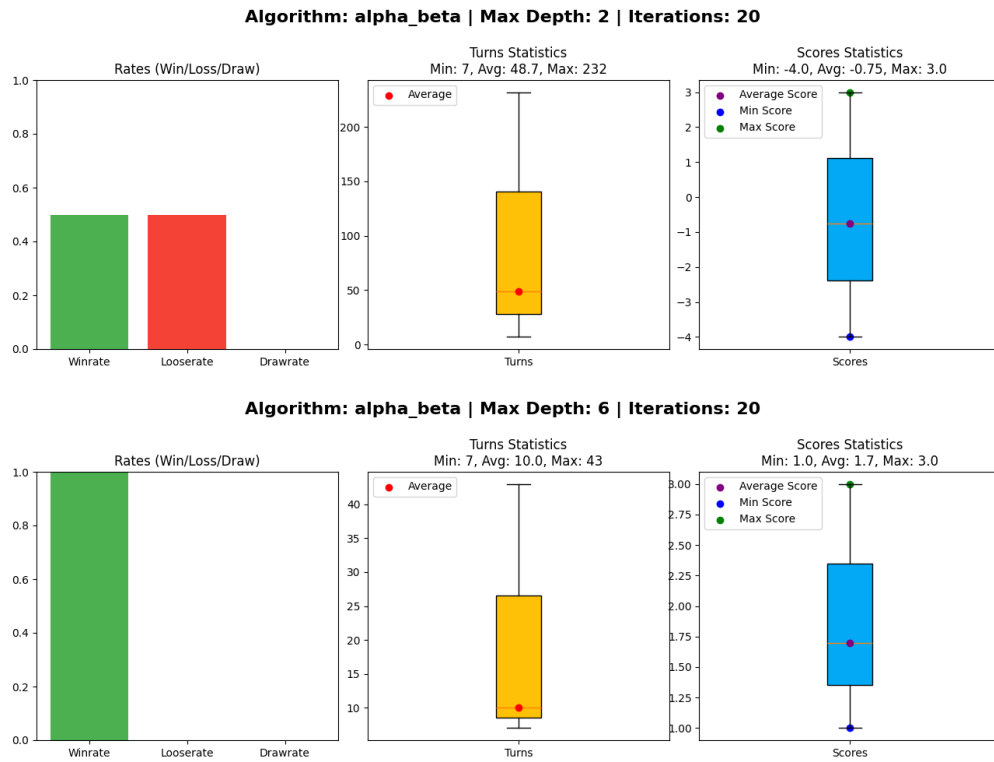 Algorithm: alpha_beta | Max Depth: 2 | Iterations: 20
Rates (Win/Loss/Draw)
1.0
0.8
0.6
0.4
0.2
0.0
Winrate
Looserate
Drawrate
Turns Statistics
Min: 7, Avg: 48.7, Max: 232
Average
200
150
100
50
0
Turns
Scores Statistics
Min: -4.0, Avg: -0.75, Max: 3.0
Average Score
Min Score
Max Score
3
2
1
0
−1
−2
−3
−4
Scores
Algorithm: alpha_beta | Max Depth: 6 | Iterations: 20
Rates (Win/Loss/Draw)
1.0
0.8
0.6
0.4
0.2
0.0
Winrate
Looserate
Drawrate
Turns Statistics
Min: 7, Avg: 10.0, Max: 43
Average
40
35
30
25
20
15
10
Turns
Scores Statistics
Min: 1.0, Avg: 1.7, Max: 3.0
Average Score
Min Score
Max Score
3.00
2.75
2.50
2.25
2.00
1.75
1.50
1.25
1.00
Scores